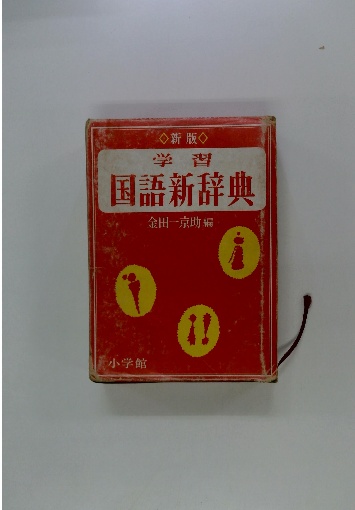 ◇新版◇
学習
国語新辞典
金田一京助編
小学館